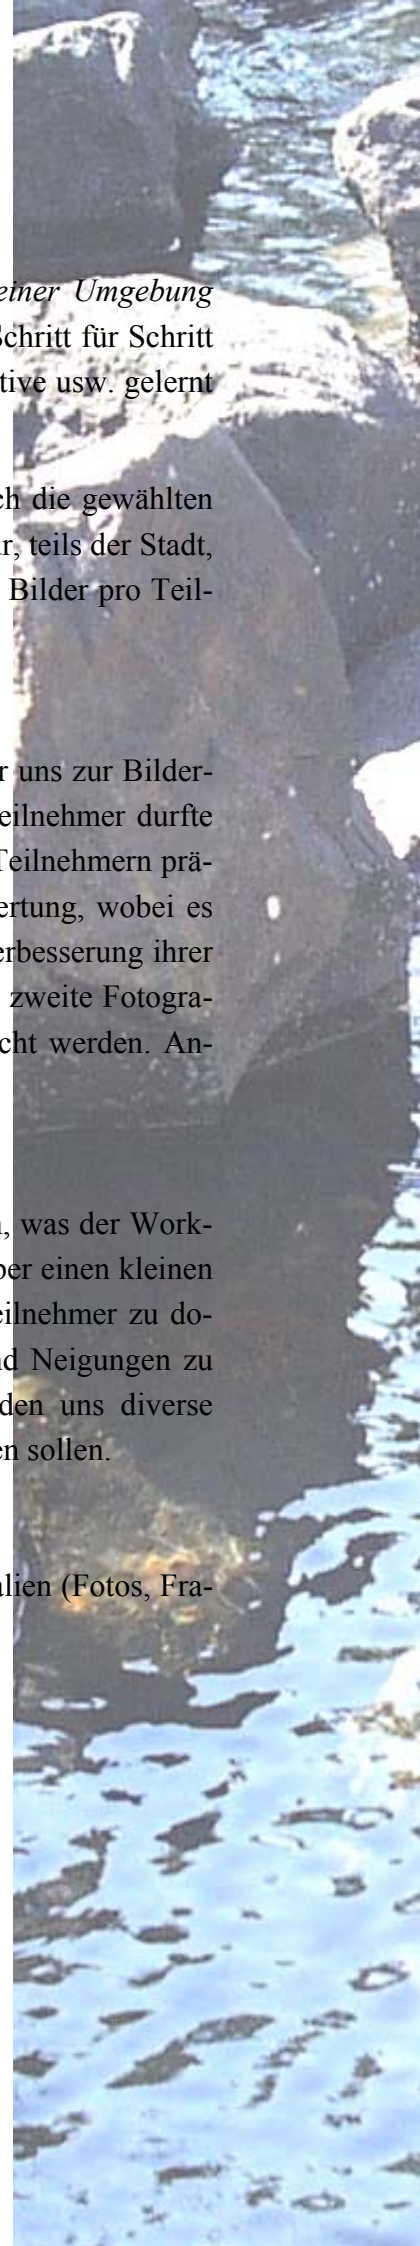 einer Umgebung
Schritt für Schritt
tive usw. gelernt
ch die gewählten
r, teils der Stadt,
Bilder pro Teil-
r uns zur Bilder-
eilnehmer durfte
Teilnehmern prä-
ertung, wobei es
erbesserung ihrer
zweite Fotogra-
cht werden. An-
, was der Work-
ber einen kleinen
eilnehmer zu do-
nd Neigungen zu
den uns diverse
en sollen.
alien (Fotos, Fra-